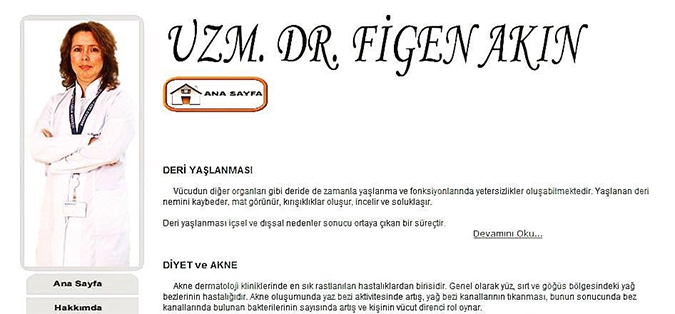 UZM. DR. FİGEN AKIN
ANA SAYFA
DERİ YAŞLANMASI
Vücudun diğer organları gibi deride de zamanla yaşlanma ve fonksiyonlarında yetersizlikler oluşabilmektedir. Yaşlanan deri
nemini kaybeder, mat görünür, kırışıklıklar oluşur, incelir ve soluklaşır.
Deri yaşlanması içsel ve dışsal nedenler sonucu ortaya çıkan bir süreçtir.
Devamını Oku...
DİYET ve AKNE
Akne dermatoloji kliniklerinde en sık rastlanılan hastalıklardan birisidir. Genel olarak yüz, sırt ve göğüs bölgesindeki yağ
bezlerinin hastalığıdır. Akne oluşumunda yaz bezi aktivitesinde artış, yağ bezi kanallarının tıkanması, bunun sonucunda bez
kanallarında bulunan bakterilerinin sayısında artış ve kişinin vücut direnci rol oynar.
Ana Sayfa
Hakkımda